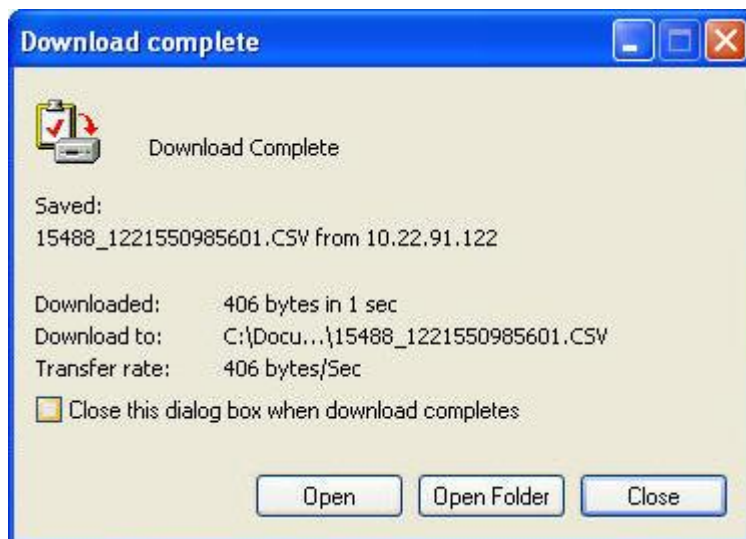 Download complete
Download Complete
Saved:
15488_1221550985601.CSV from 10.22.91.122
Downloaded: 406 bytes in 1 sec
Download to: C:\Docu...\15488_1221550985601.CSV
Transfer rate: 406 bytes/Sec
Close this dialog box when download completes
Open Open Folder Close